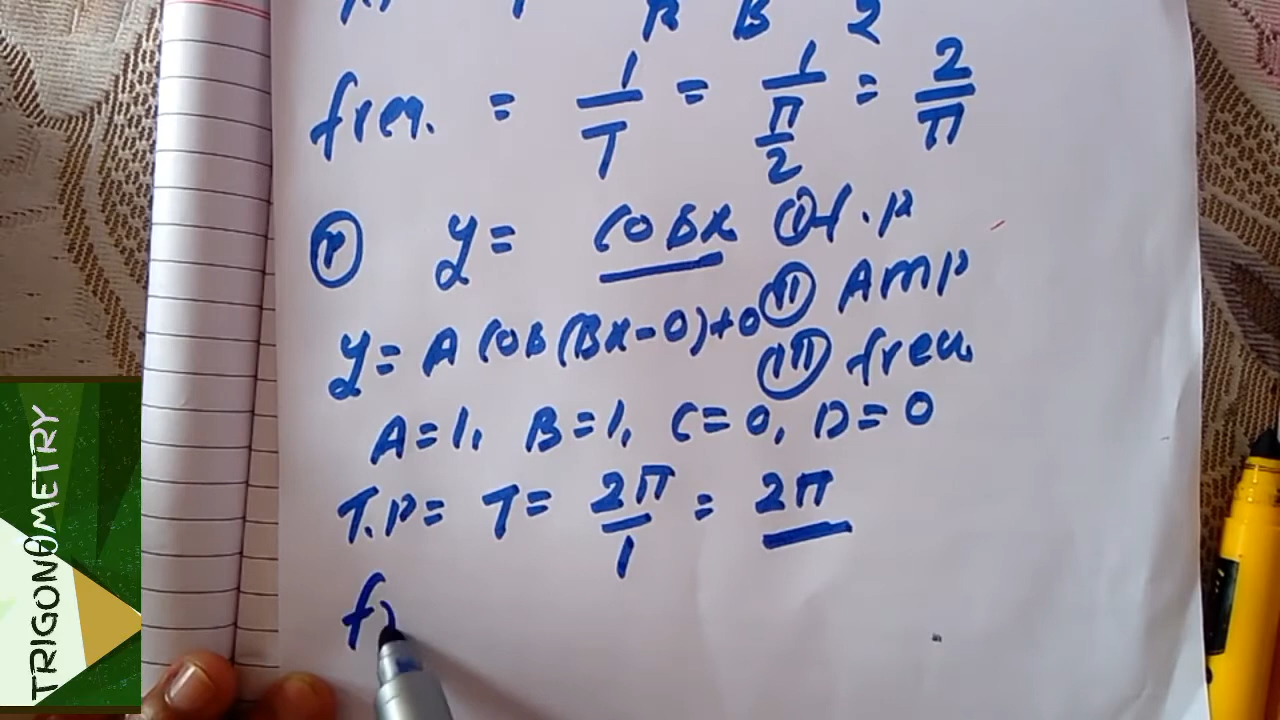 freq. = 1/T = 1/(π/2) = 2/π
y = cosx (i) T.P
(ii) Amp
y = A cos(Bx-0)+0
(iii) freq.
A=1, B=1, C=0, D=0
T.P= T= 2π/1 = 2π
f
TRIGONOMETRY